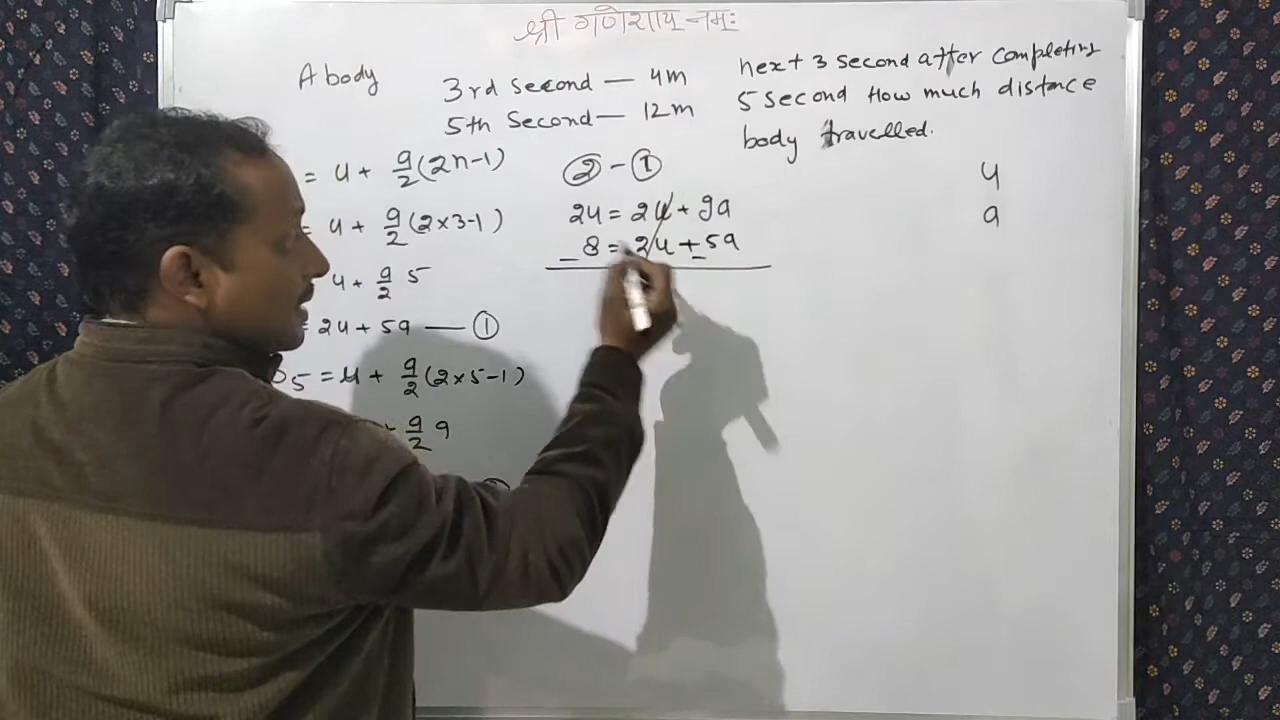 श्री गणेशाय नमः
A body
3rd Second — 4m
5th Second — 12m
next 3 second after completing
5 second How much distance
body travelled.
= u + a/2 (2n-1)
= u + a/2 (2×3-1)
u + a/2 5
= 2u + 5a — ①
5 = u + a/2 (2×5-1)
+ a/2 9
② - ①
24 = 2u + 9a
- 8 = 2u + 5a
-
u
a